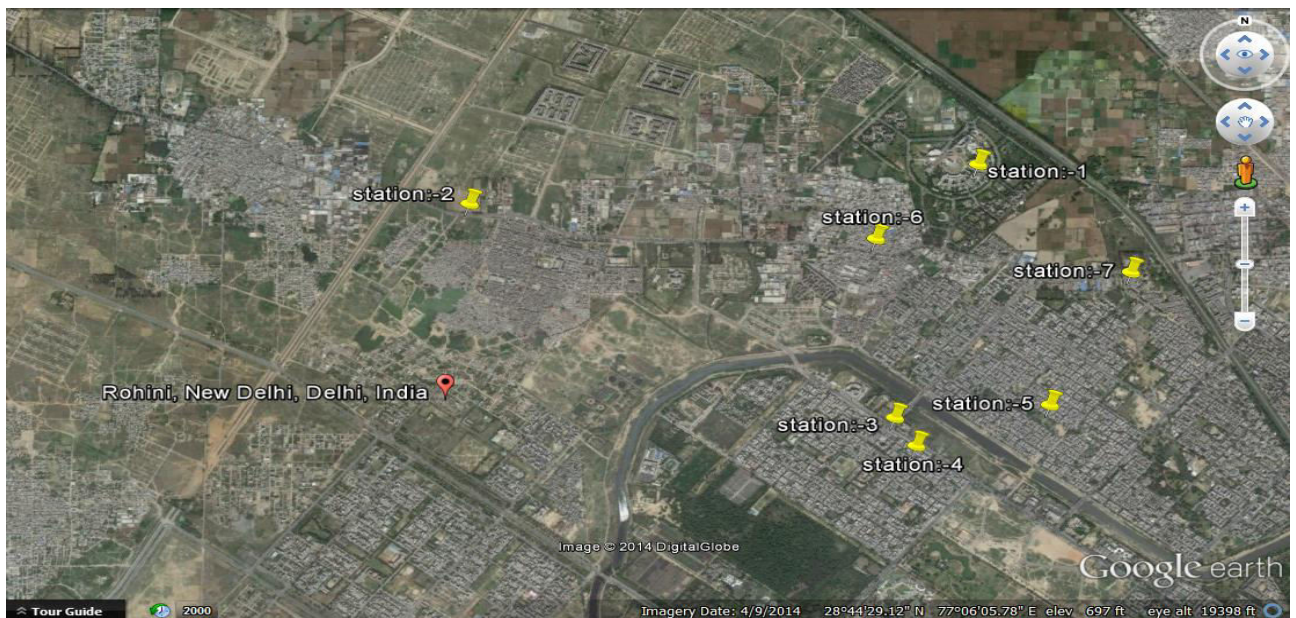 N
station:-1
station:-2
station:-6
station:-7
Rohini, New Delhi, Delhi, India
station:-5
station:-3
station:-4
Image © 2014 DigitalGlobe
Google earth
Tour Guide
2000
Imagery Date: 4/9/2014 28°44'29.12" N 77°06'05.78" E elev 697 ft eye alt 19398 ft